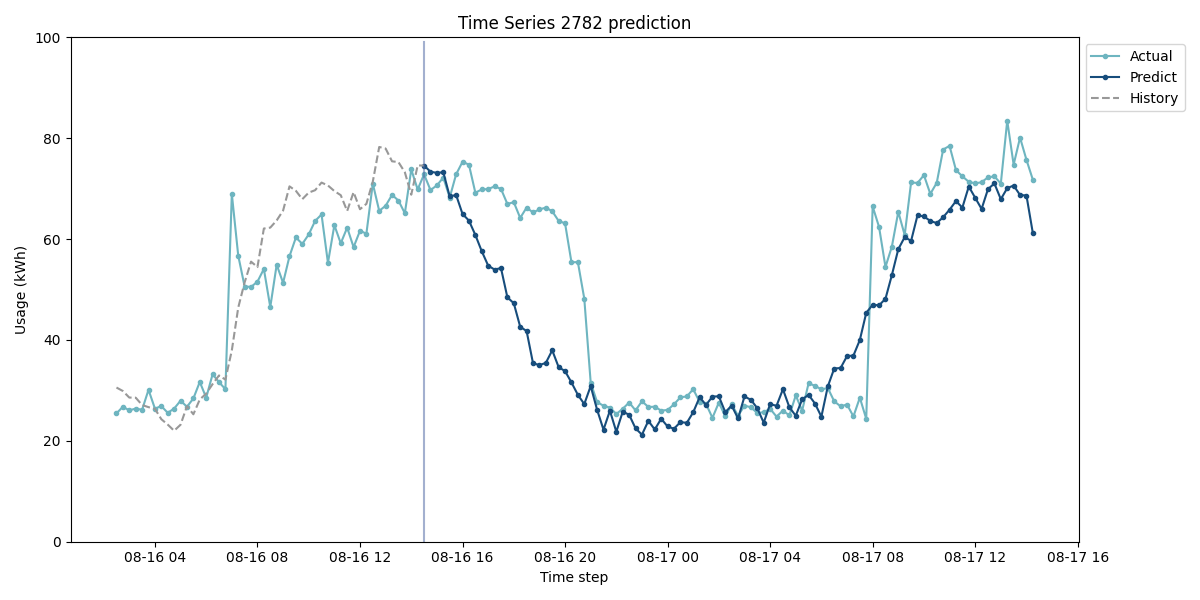 Time Series 2782 prediction
100
80
60
40
20
0
Usage (kWh)
08-16 04
08-16 08
08-16 12
08-16 16
08-16 20
08-17 00
08-17 04
08-17 08
08-17 12
08-17 16
Time step
Actual
Predict
History